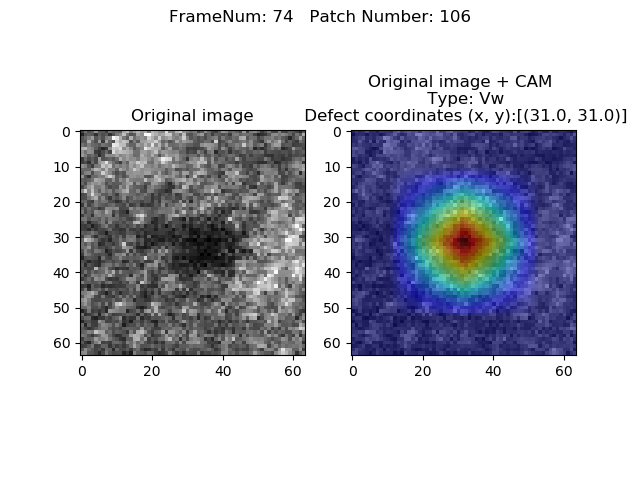 FrameNum: 74   Patch Number: 106
Original image
0
10
20
30
40
50
60
0 20 40 60
Original image + CAM
Type: Vw
Defect coordinates (x, y):[(31.0, 31.0)]
0
10
20
30
40
50
60
0 20 40 60